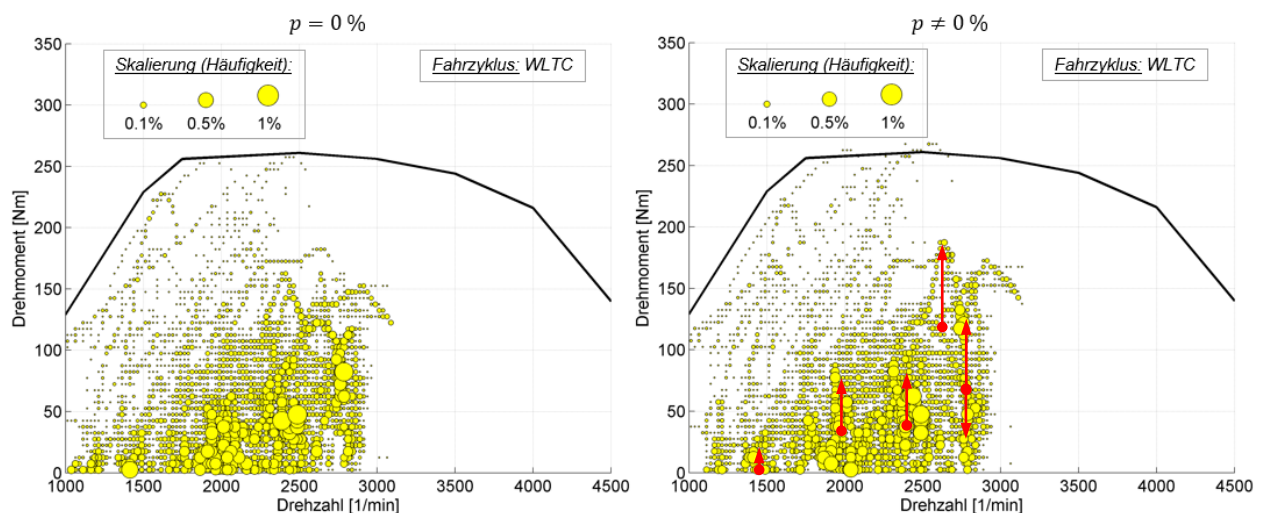 p = 0 %
350
300
250
200
150
100
50
0
Drehmoment [Nm]
Skalierung (Häufigkeit):
0.1% 0.5% 1%
Fahrzyklus: WLTC
1000 1500 2000 2500 3000 3500 4000 4500
Drehzahl [1/min]
p ≠ 0 %
350
300
250
200
150
100
50
0
Drehmoment [Nm]
Skalierung (Häufigkeit):
0.1% 0.5% 1%
Fahrzyklus: WLTC
1000 1500 2000 2500 3000 3500 4000 4500
Drehzahl [1/min]